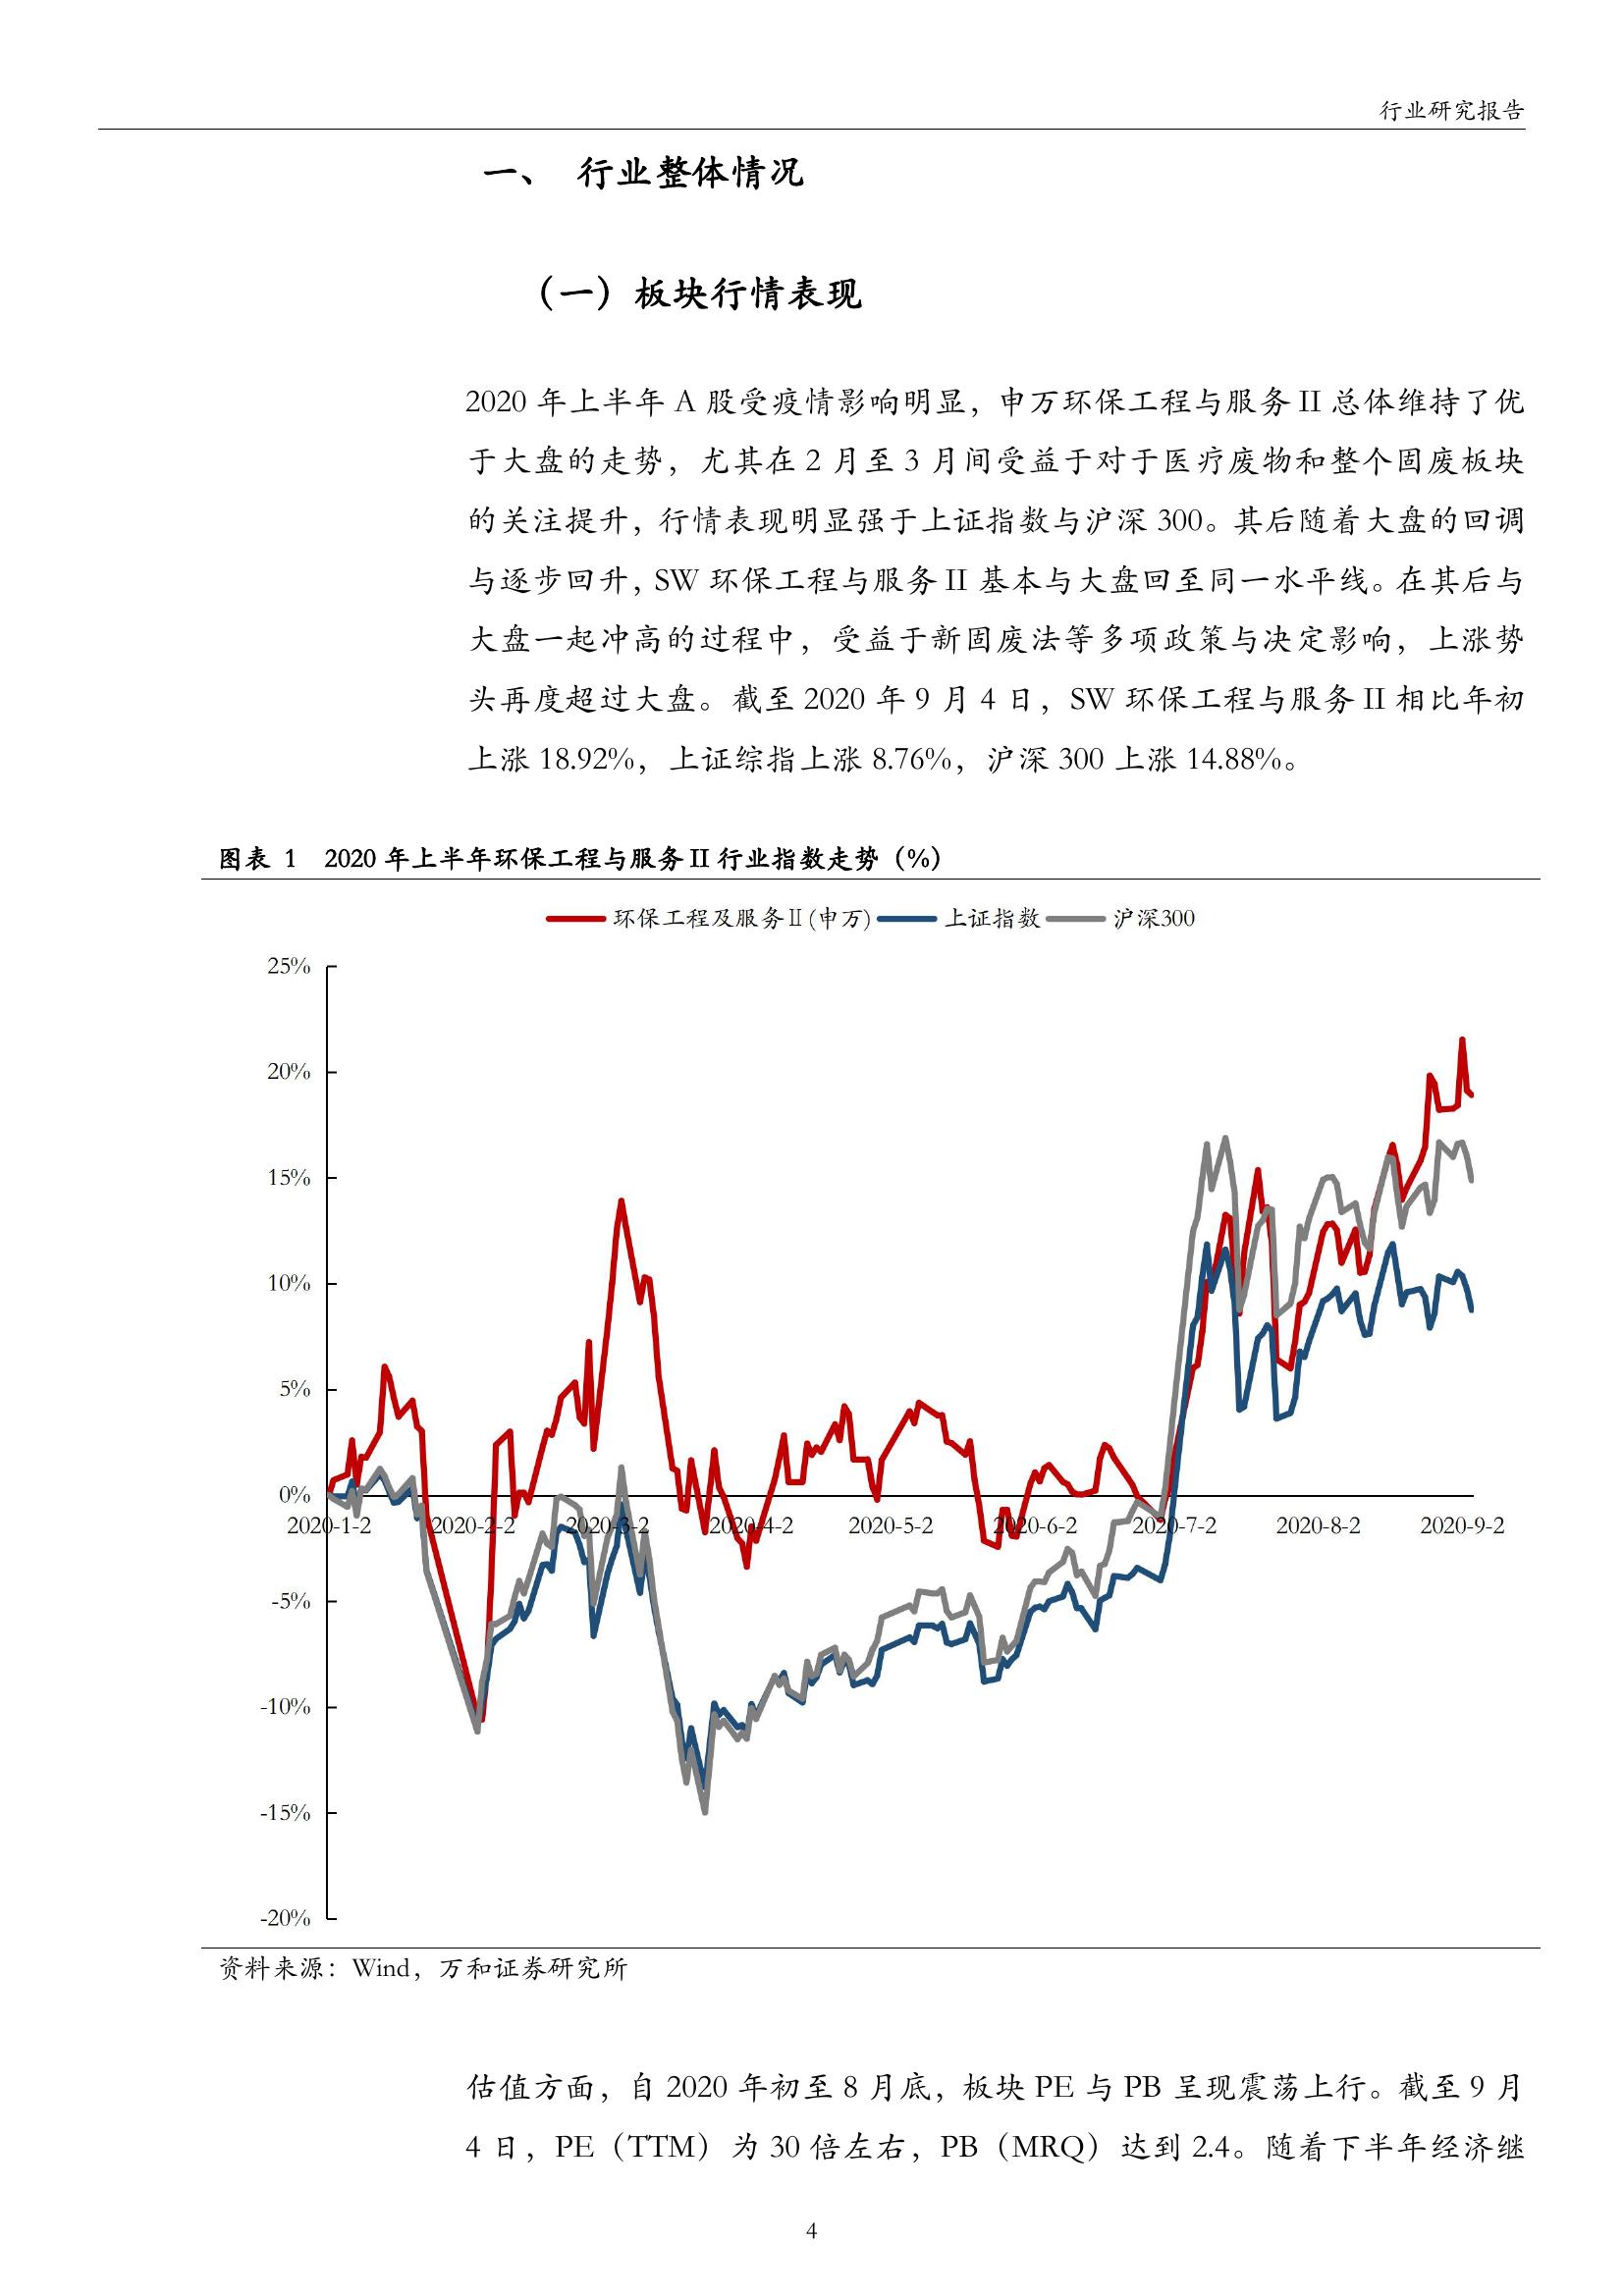 行业研究报告
一、 行业整体情况
（一）板块行情表现
2020 年上半年 A 股受疫情影响明显，申万环保工程与服务 II 总体维持了优
于大盘的走势，尤其在 2 月至 3 月间受益于对于医疗废物和整个固废板块
的关注提升，行情表现明显强于上证指数与沪深 300。其后随着大盘的回调
与逐步回升，SW 环保工程与服务 II 基本与大盘回至同一水平线。在其后与
大盘一起冲高的过程中，受益于新固废法等多项政策与决定影响，上涨势
头再度超过大盘。截至 2020 年 9 月 4 日，SW 环保工程与服务 II 相比年初
上涨 18.92%，上证综指上涨 8.76%，沪深 300 上涨 14.88%。
图表 1 2020 年上半年环保工程与服务 II 行业指数走势（%）
环保工程及服务Ⅱ(申万) 上证指数 沪深300
25%
20%
15%
10%
5%
0%
2020-1-2 2020-2-2 2020-3-2 2020-4-2 2020-5-2 2020-6-2 2020-7-2 2020-8-2 2020-9-2
-5%
-10%
-15%
-20%
资料来源：Wind，万和证券研究所
估值方面，自 2020 年初至 8 月底，板块 PE 与 PB 呈现震荡上行。截至 9 月
4 日，PE（TTM）为 30 倍左右，PB（MRQ）达到 2.4。随着下半年经济继
4